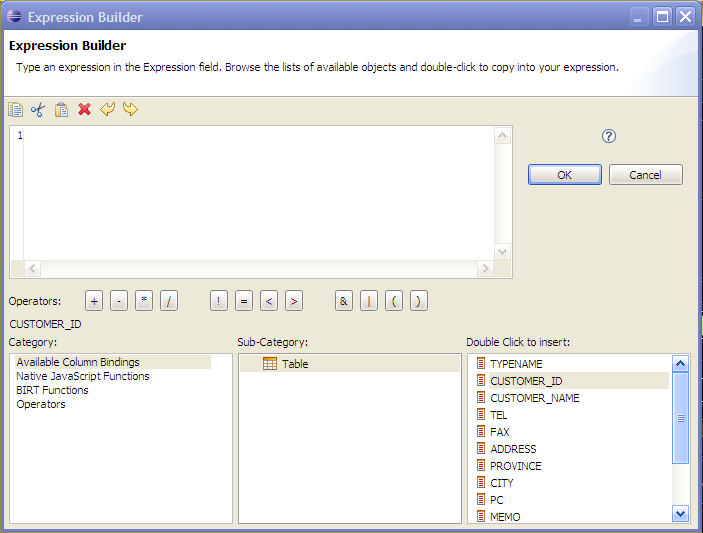 Expression Builder
Expression Builder
Type an expression in the Expression field. Browse the lists of available objects and double-click to copy into your expression.
1
OK
Cancel
Operators: + - * / ! = < > & | ( )
CUSTOMER_ID
Category:
Available Column Bindings
Native JavaScript Functions
BIRT Functions
Operators
Sub-Category:
Table
Double Click to insert:
TYPENAME
CUSTOMER_ID
CUSTOMER_NAME
TEL
FAX
ADDRESS
PROVINCE
CITY
PC
MEMO